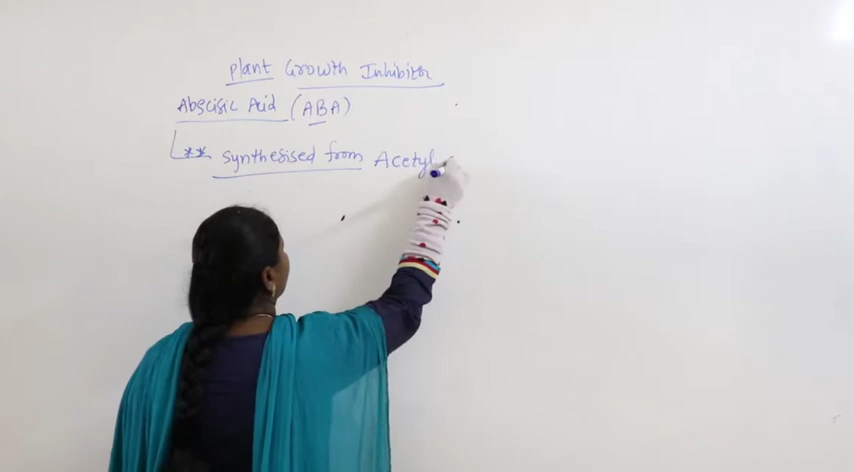 Plant Growth Inhibitor
Abscisic Acid (ABA)
** Synthesised from Acetyl